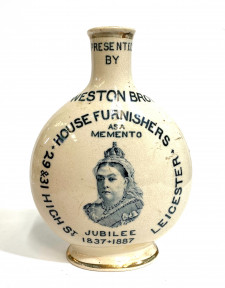 PRESENTED
BY
WESTON BROS
HOUSE FURNISHERS
AS A
MEMENTO
29 & 31 HIGH ST LEICESTER
JUBILEE
1837+1887